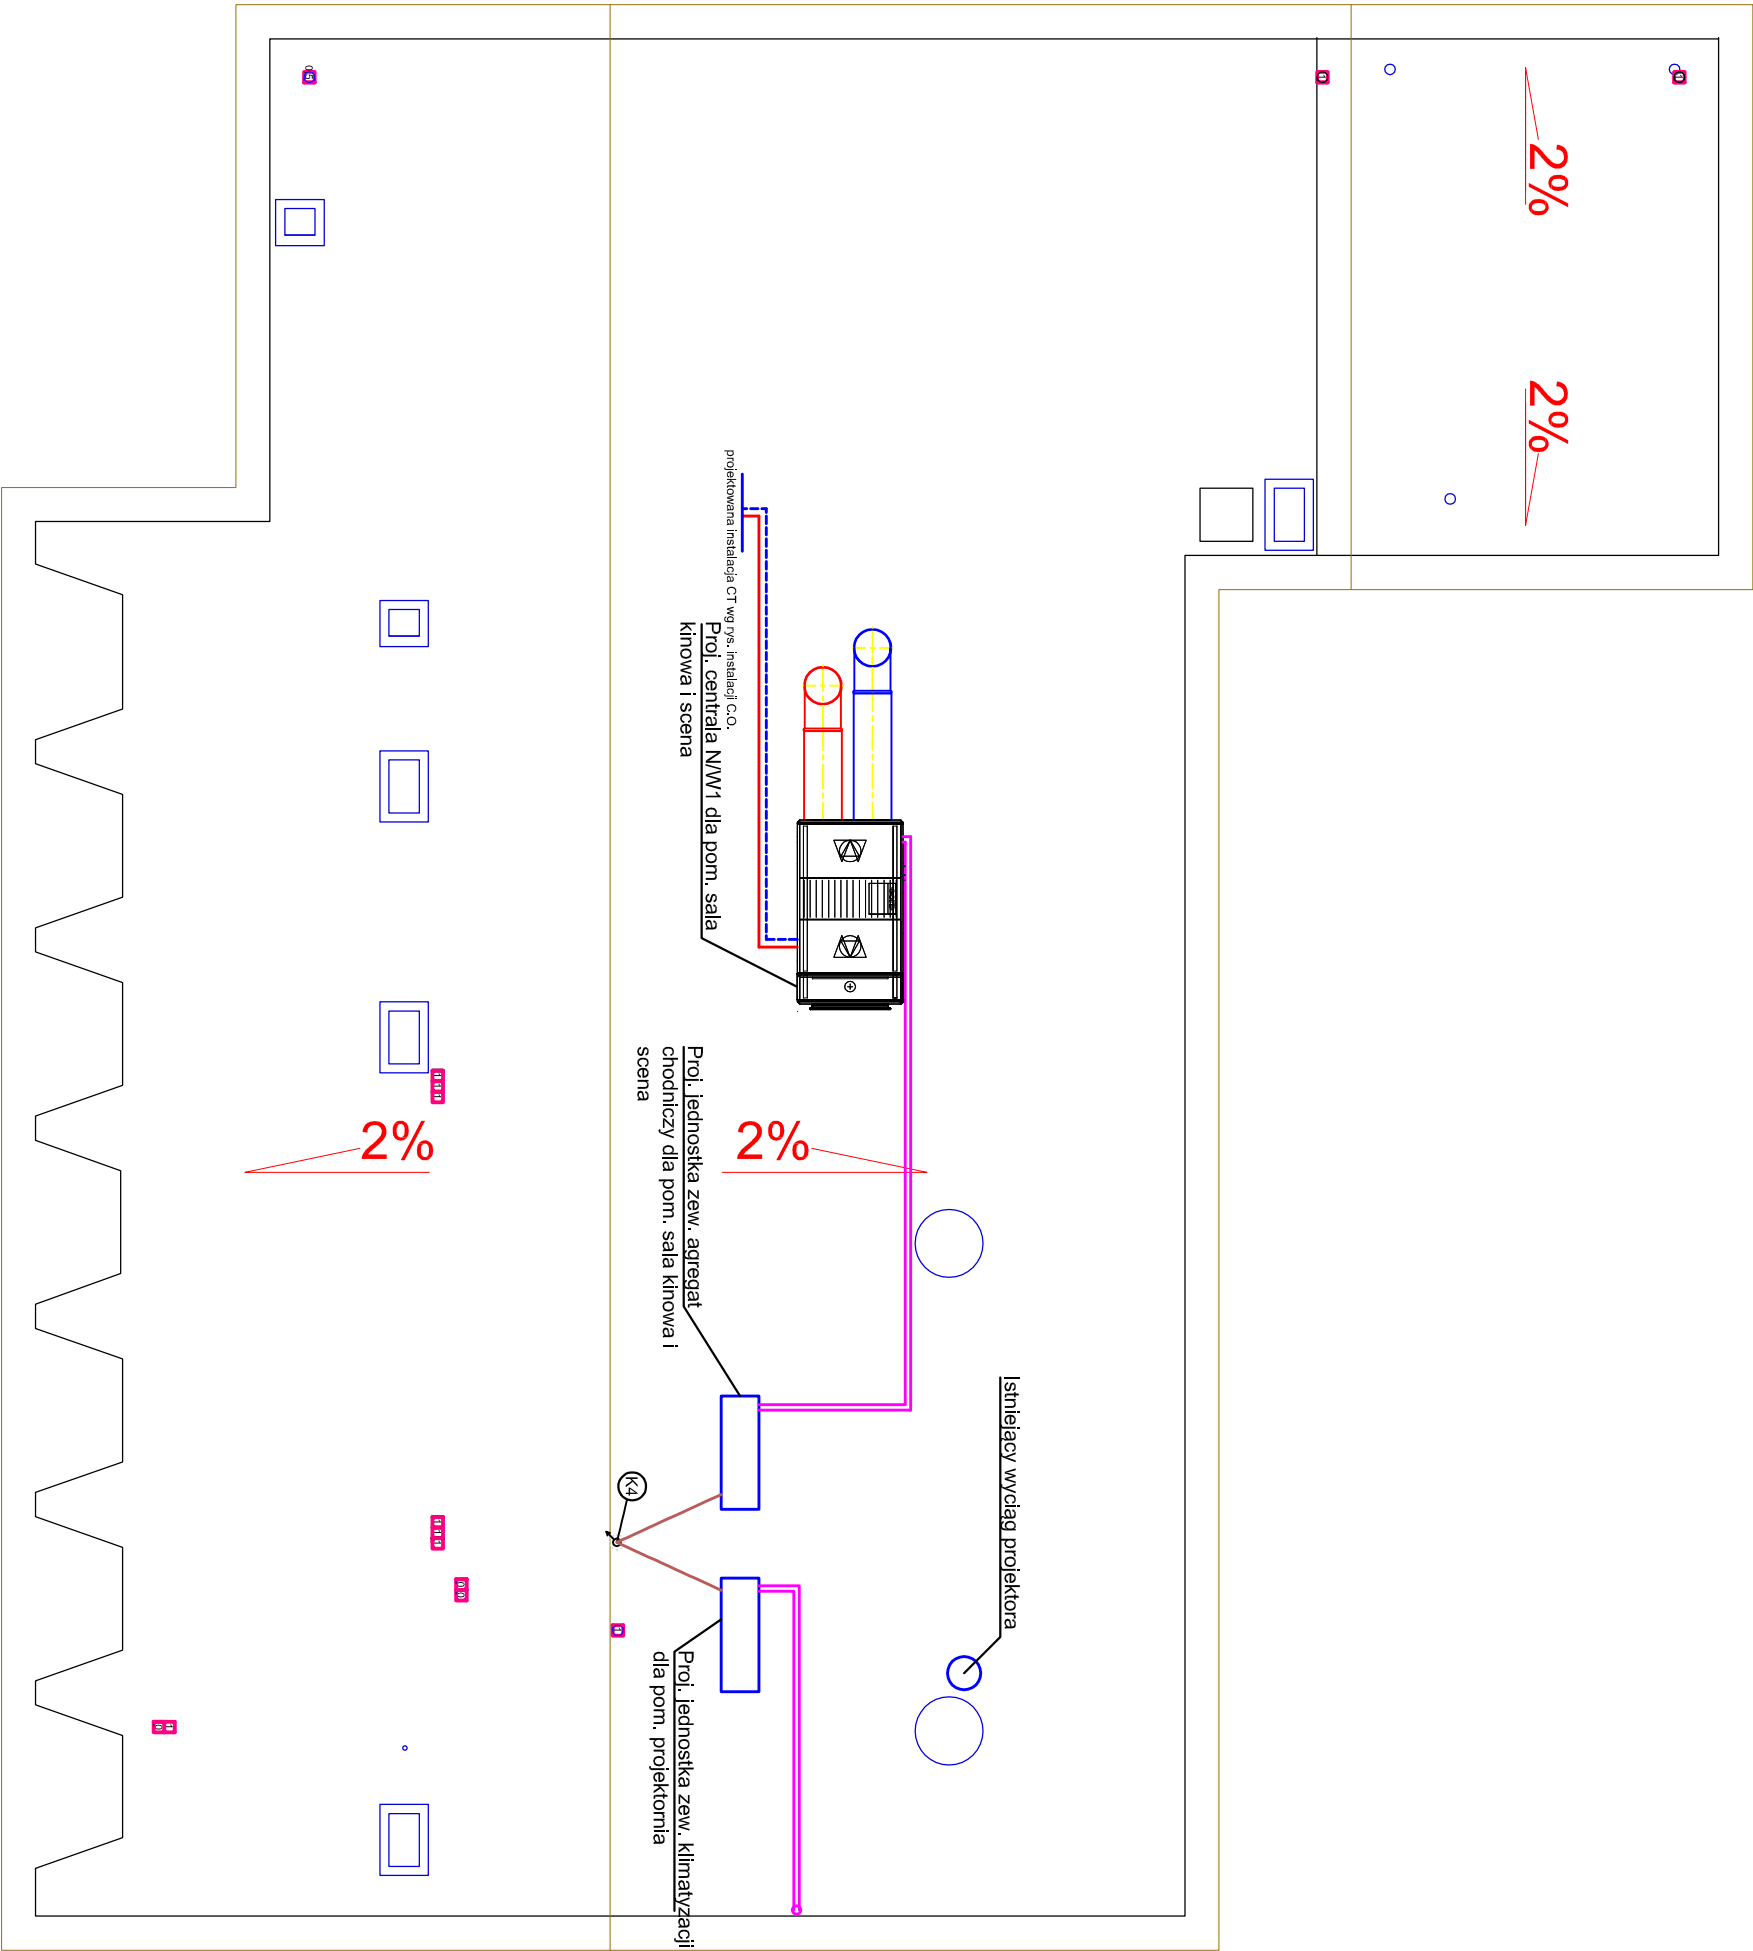 2%
2%
projektowana instalacja CT wg rys. instalacji C.O.
Proj. centrala N/W1 dla pom. sala
kinowa i scena
Proj. jednostka zew. agregat
chodniczy dla pom. sala kinowa i
scena
2%
2%
Istniejący wyciąg projektora
K4
Proj. jednostka zew. klimatyzacji
dla pom. projektornia